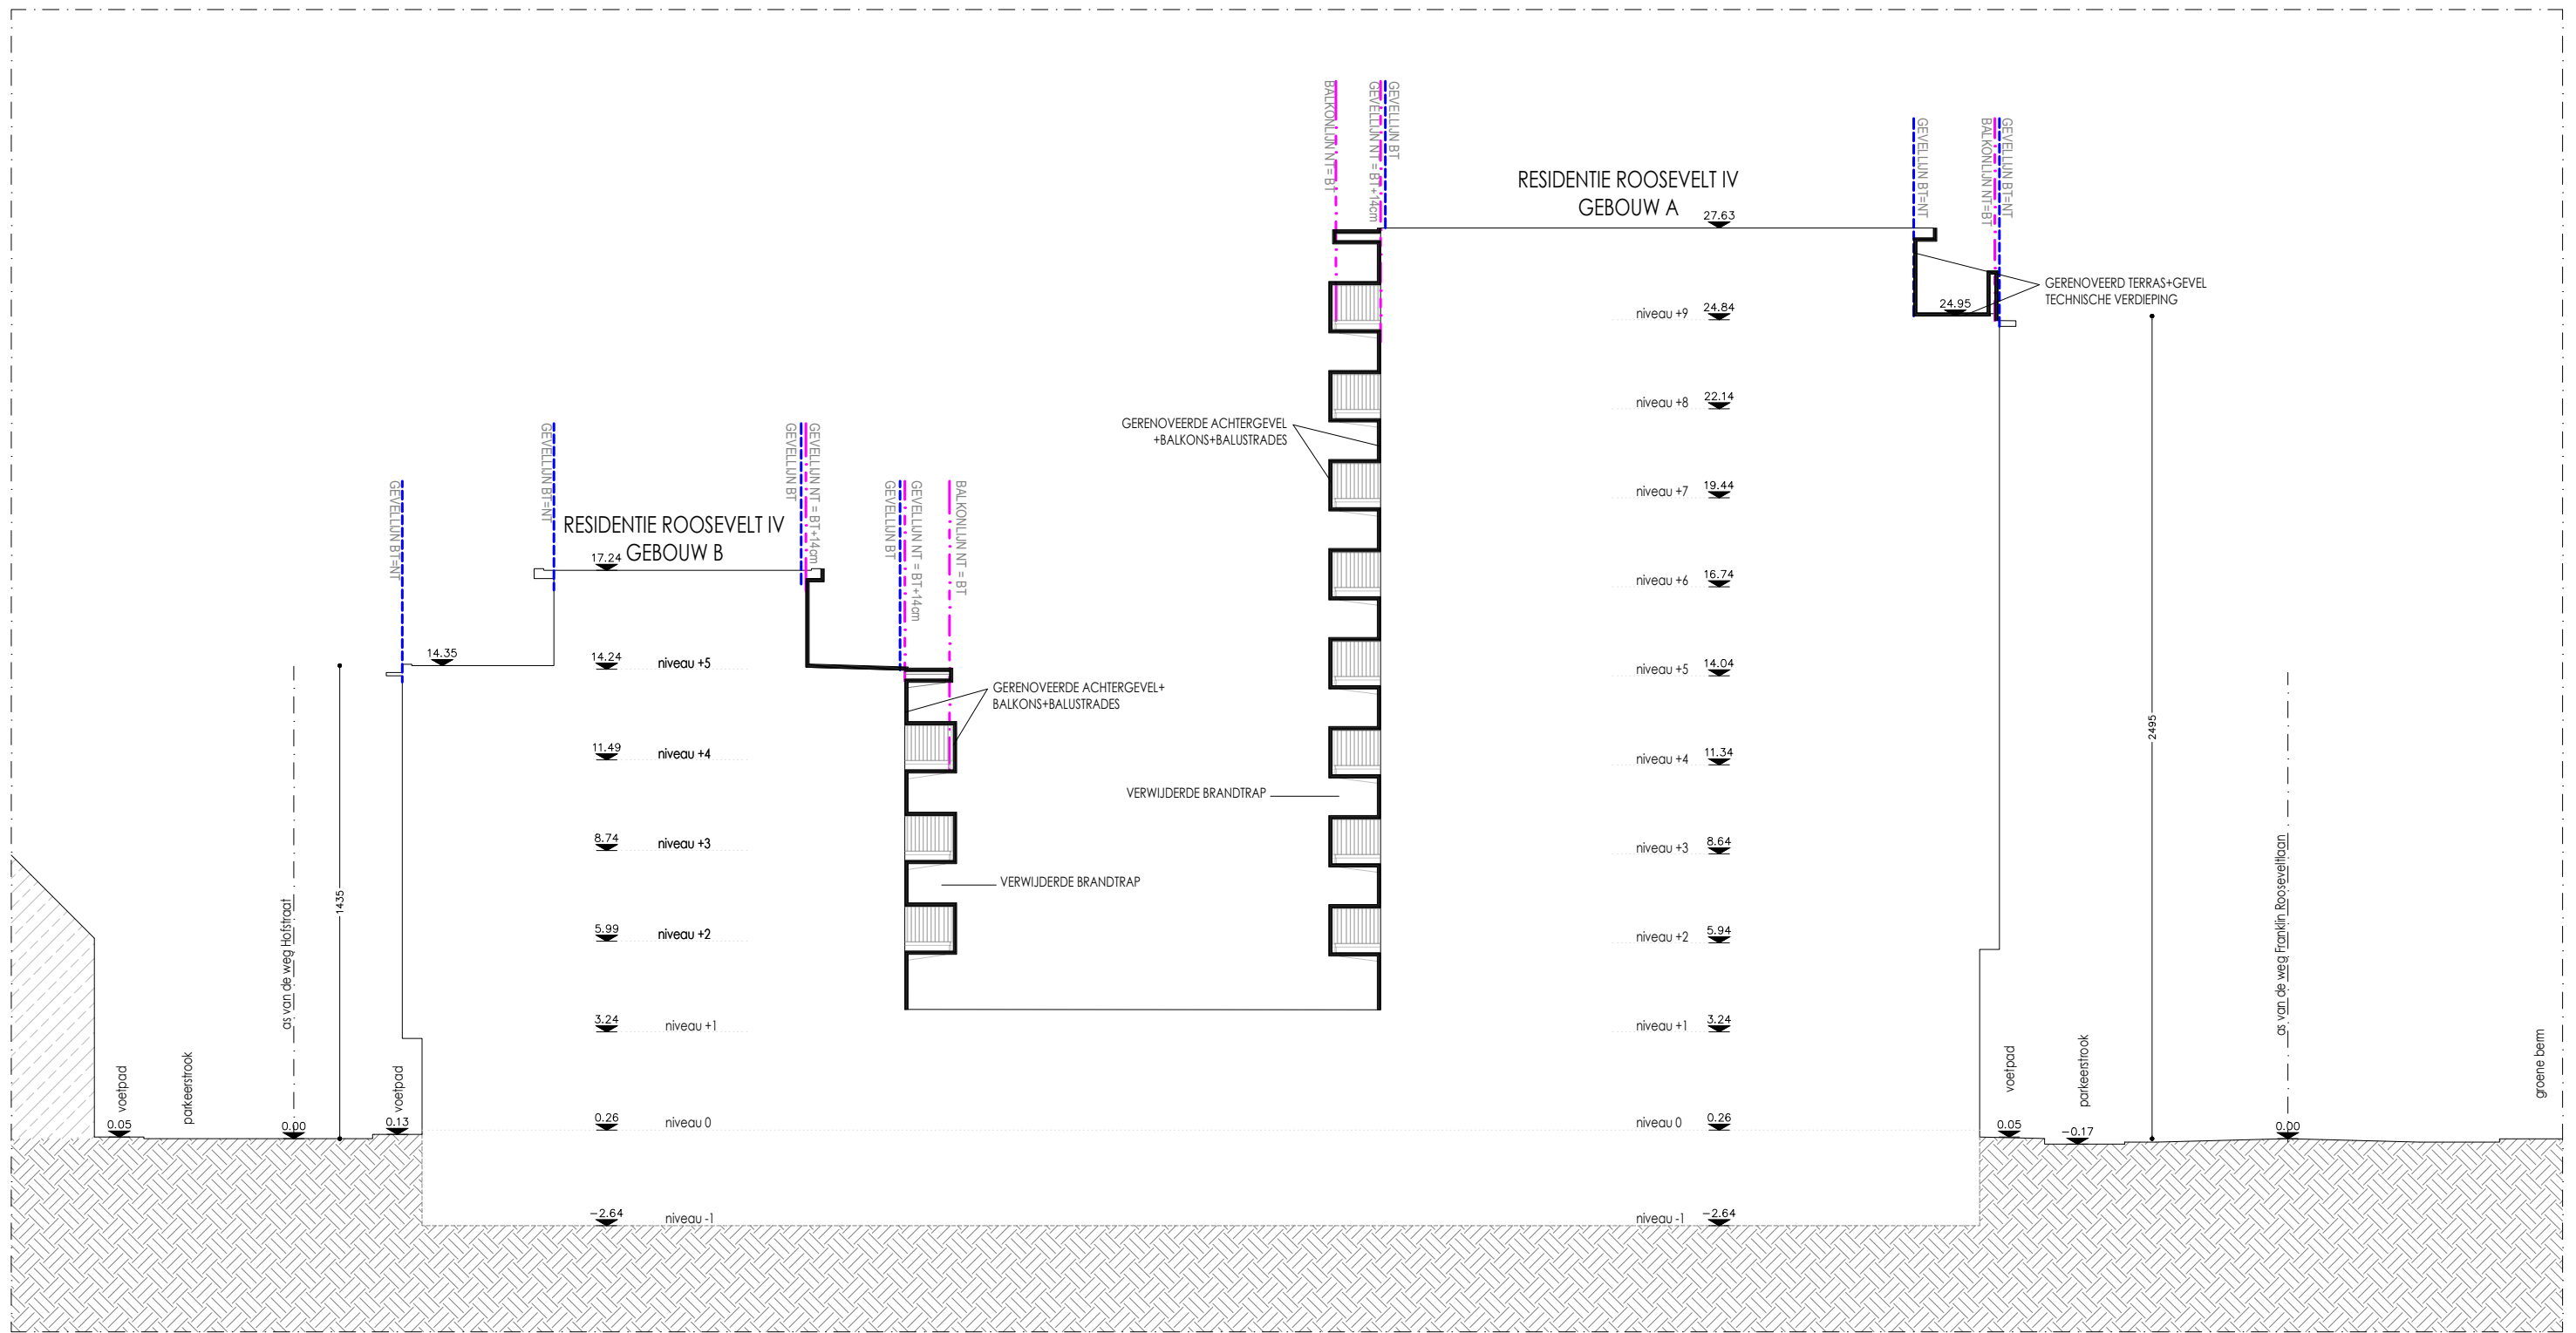 BALKONLIJN NT = BT
GEVELLIJN NT = BT+14cm
GEVELLIJN BT
GEVELLIJN BT=NT
BALKONLIJN NT=BT
GEVELLIJN BT=NT
RESIDENTIE ROOSEVELT IV
GEBOUW A
27.63
GERENOVEERD TERRAS+GEVEL
TECHNISCHE VERDIEPING
24.95
niveau +9 24.84
niveau +8 22.14
GERENOVEERDE ACHTERGEVEL
+BALKONS+BALUSTRADES
niveau +7 19.44
niveau +6 16.74
niveau +5 14.04
niveau +4 11.34
VERWIJDERDE BRANDTRAP
niveau +3 8.64
niveau +2 5.94
niveau +1 3.24
niveau 0 0.26
niveau -1 -2.64
2495
as van de weg Franklin Rooseveltlaan
voetpad
parkeerstrook
groene berm
0.05
-0.17
0.00
GEVELLIJN BT=NT
GEVELLIJN BT=NT
GEVELLIJN BT
GEVELLIJN NT = BT+14cm
GEVELLIJN BT
GEVELLIJN NT = BT+14cm
BALKONLIJN NT = BT
RESIDENTIE ROOSEVELT IV
GEBOUW B
17.24
14.35
14.24 niveau +5
GERENOVEERDE ACHTERGEVEL+
BALKONS+BALUSTRADES
11.49 niveau +4
8.74 niveau +3
VERWIJDERDE BRANDTRAP
5.99 niveau +2
3.24 niveau +1
0.26 niveau 0
-2.64 niveau -1
1435
as van de weg Hofstraat
voetpad
parkeerstrook
voetpad
0.05
0.00
0.13